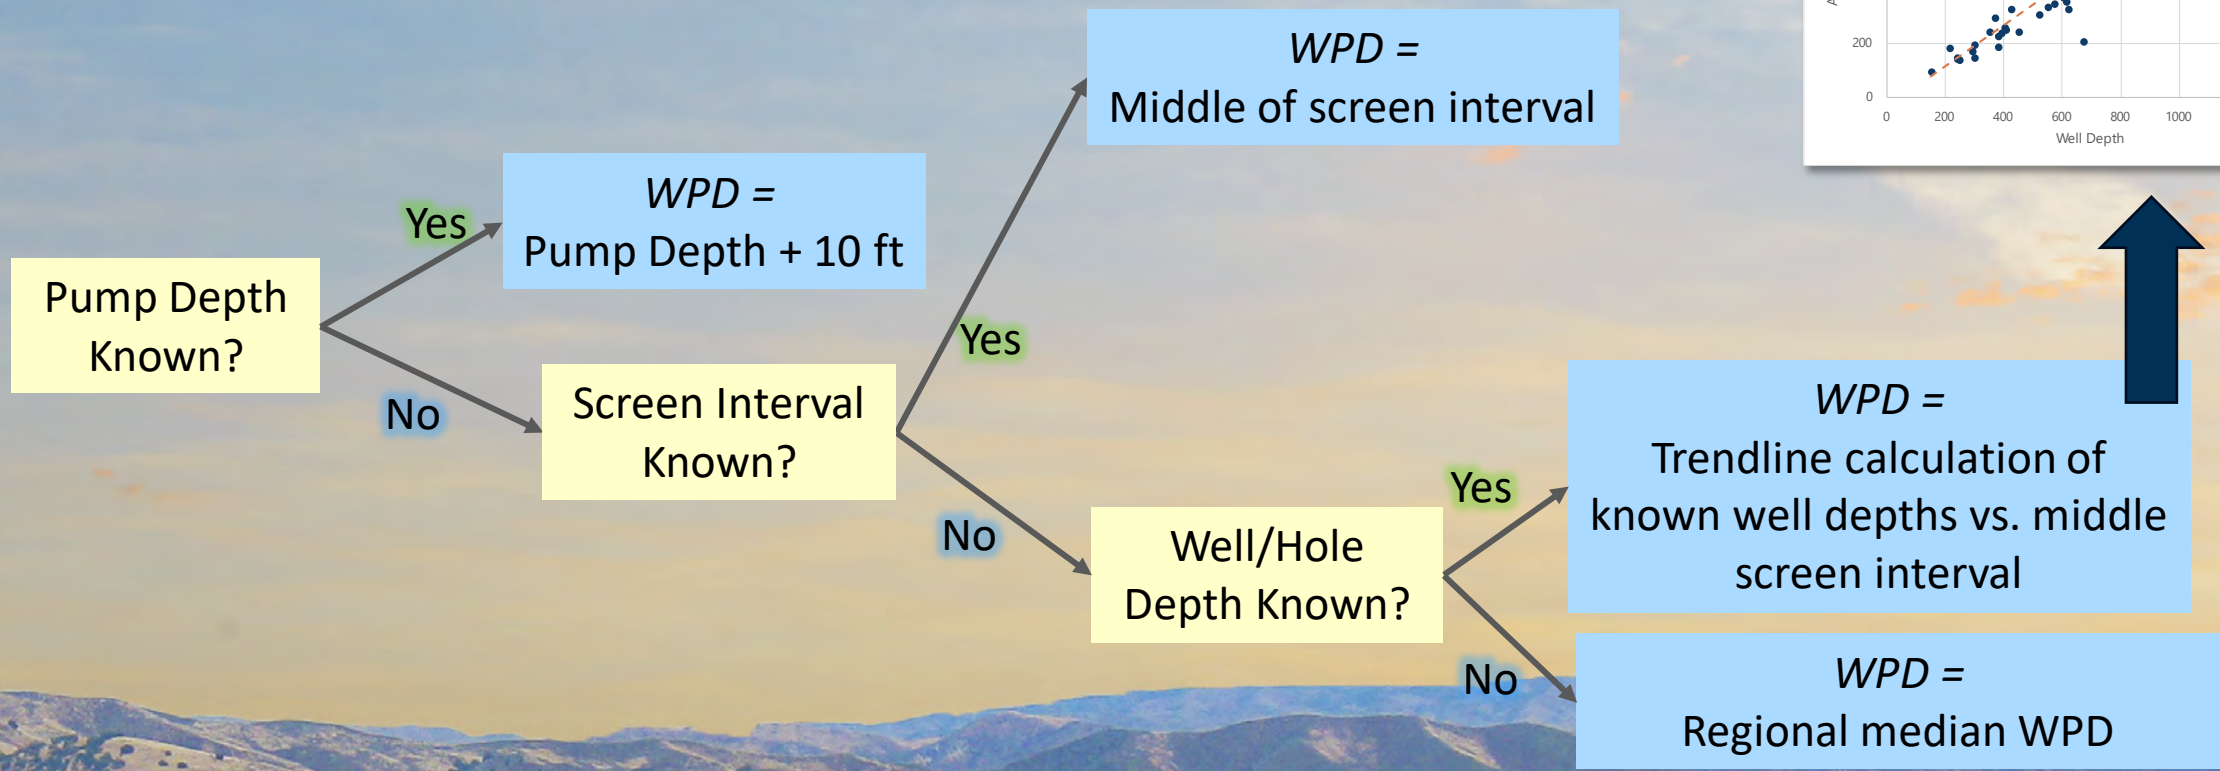 Pump Depth
Known?
Yes
WPD =
Pump Depth + 10 ft
No
Screen Interval
Known?
Yes
WPD =
Middle of screen interval
No
Well/Hole
Depth Known?
Yes
WPD =
Trendline calculation of
known well depths vs. middle
screen interval
No
WPD =
Regional median WPD
200
0
0 200 400 600 800 1000
Well Depth